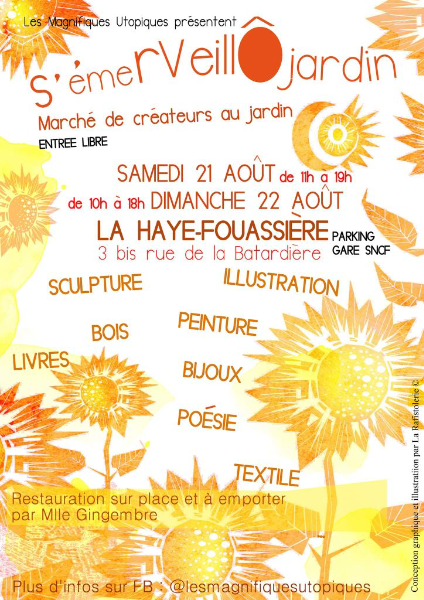 Les Magnifiques Utopiques présentent
S'émerveillÔjardin
Marché de créateurs au jardin
ENTREE LIBRE
SAMEDI 21 AOÛT de 11h à 19h
de 10h à 18h DIMANCHE 22 AOÛT
LA HAYE-FOUASSIÈRE PARKING
3 bis rue de la Batardière GARE SNCF
SCULPTURE
ILLUSTRATION
BOIS
PEINTURE
LIVRES
BIJOUX
POÉSIE
TEXTILE
Restauration sur place et à emporter
par Mlle Gingembre
Plus d'infos sur FB : @lesmagnifiquesutopiques
Conception graphique et illustration par La Rafistolerie ©